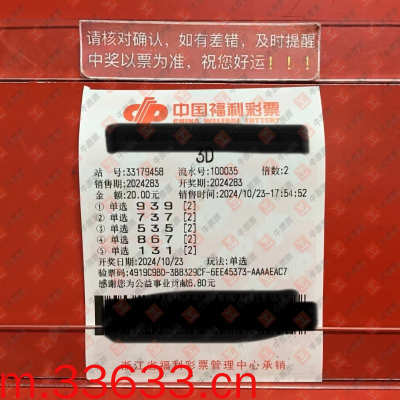 请核对确认，如有差错，及时提醒
中奖以票为准，祝您好运！！！
中国福利彩票
CHINA WELFARE LOTTERY
3D
站 号:33179458 流水号:100035 倍数:2
销售期:2024283 开奖期:2024283
金 额:20.00元 销售时间:2024/10/23-17:54:52
① 单选 9 3 9 [2]
② 单选 7 3 7 [2]
③ 单选 5 3 5 [2]
④ 单选 8 6 7 [2]
⑤ 单选 1 3 1 [2]
开奖日期:2024/10/23 玩法:单选
验票码:4919C9BD-3B8329CF-6EE45373-AAAAEAC7
感谢您为公益事业贡献6.80元
浙江省福利彩票管理中心承销
m.33633.cn